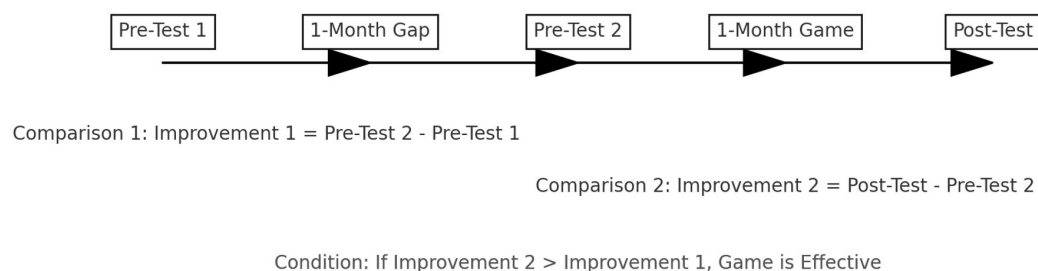 Pre-Test 1
1-Month Gap
Pre-Test 2
1-Month Game
Post-Test
Comparison 1: Improvement 1 = Pre-Test 2 - Pre-Test 1
Comparison 2: Improvement 2 = Post-Test - Pre-Test 2
Condition: If Improvement 2 > Improvement 1, Game is Effective